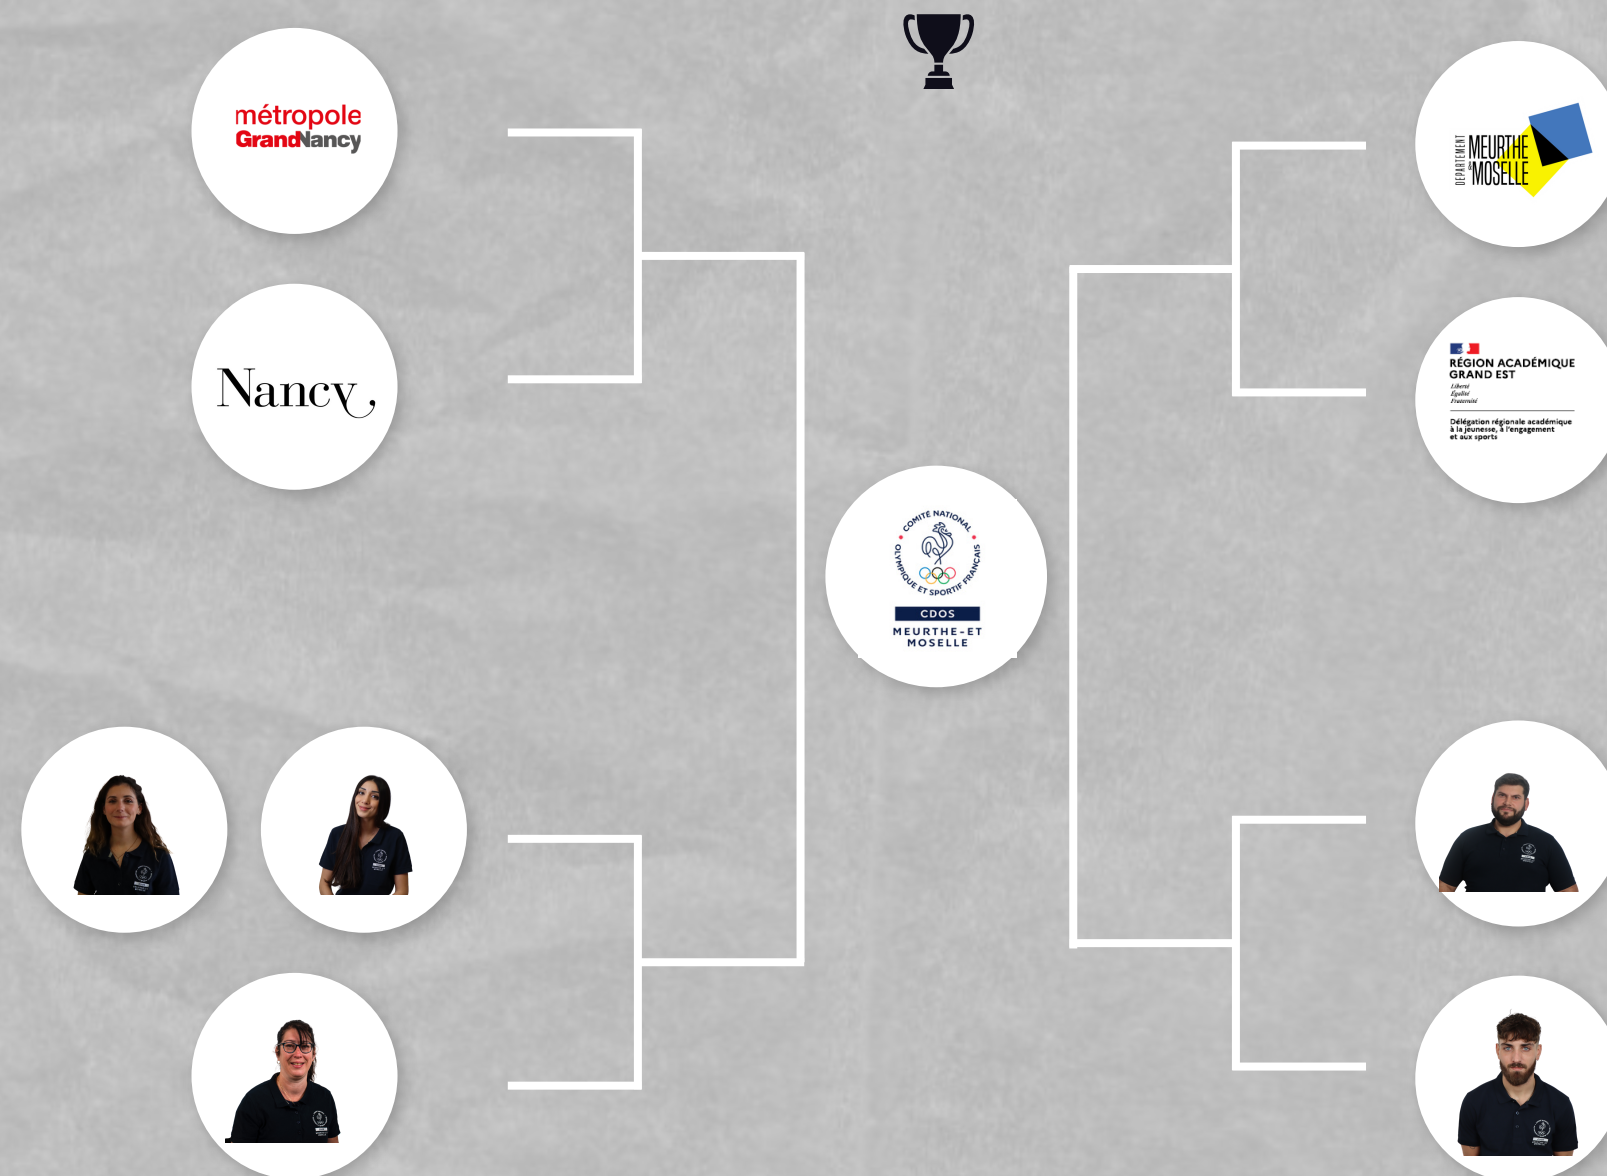 métropole
GrandNancy
Nancy,
DÉPARTEMENT
de
MEURTHE
MOSELLE
RÉGION ACADÉMIQUE
GRAND EST
Liberté
Égalité
Fraternité
Délégation régionale académique
à la jeunesse, à l'engagement
et aux sports
COMITÉ NATIONAL
OLYMPIQUE ET SPORTIF FRANÇAIS
CDOS
MEURTHE-ET
MOSELLE